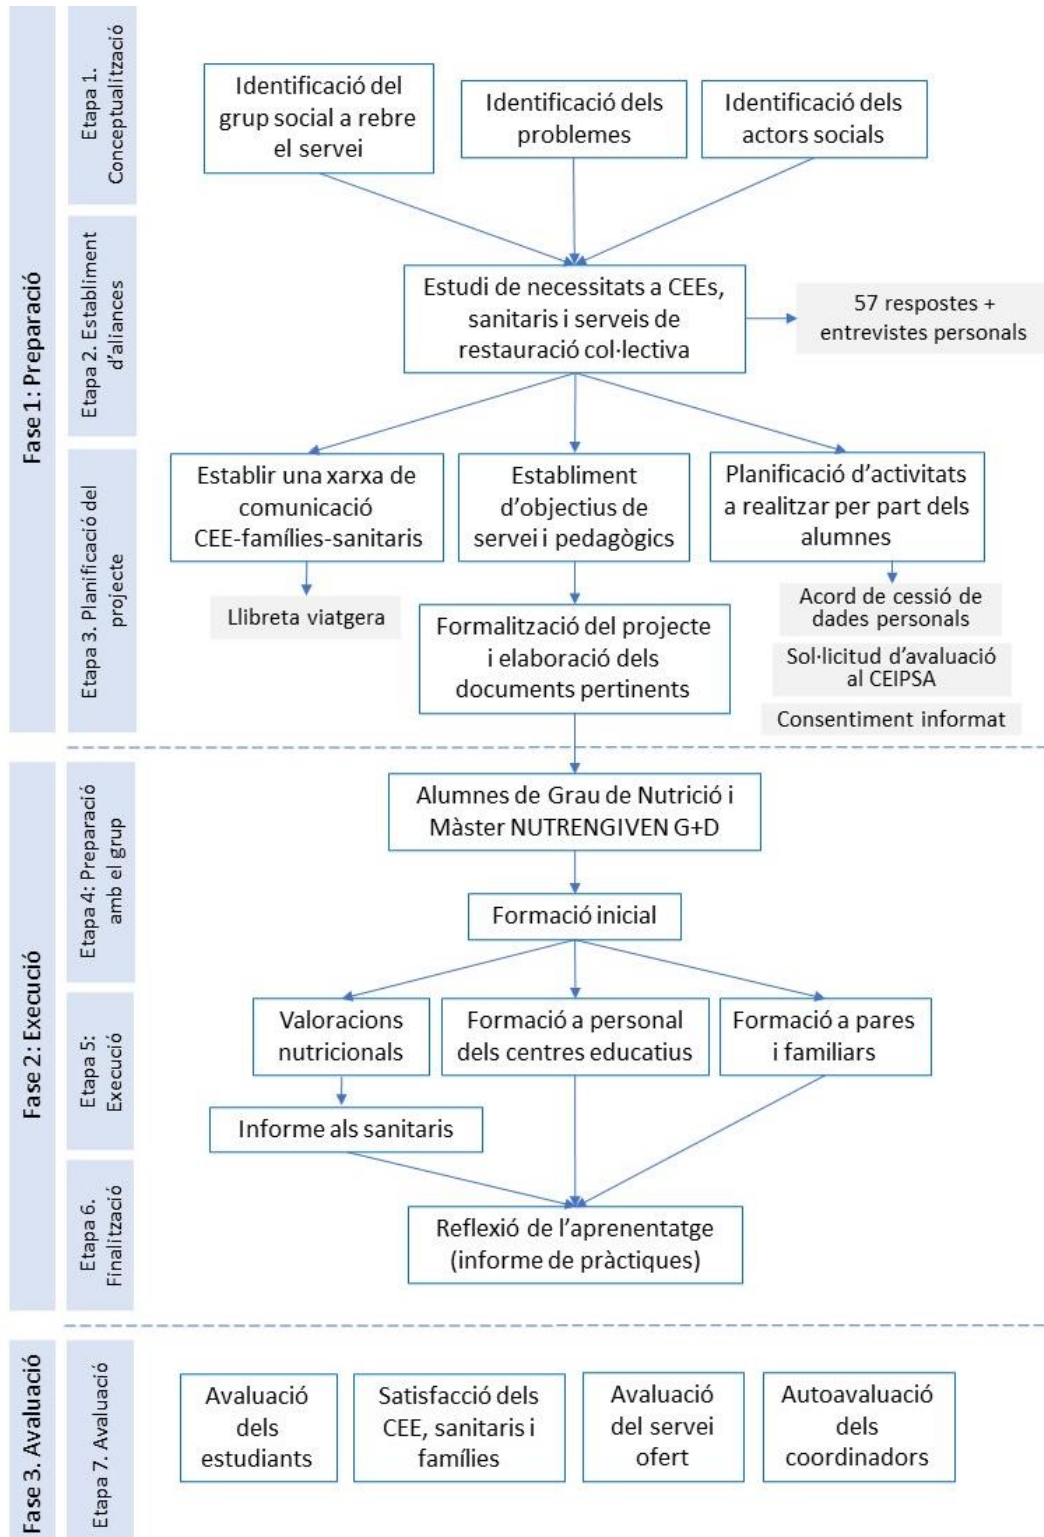 Fase 1: Preparació
Etapa 1.
Conceptualització
Identificació del
grup social a rebre
el servei
Identificació dels
problemes
Identificació dels
actors socials
Etapa 2. Establiment
d’aliances
Estudi de necessitats a CEEs,
sanitaris i serveis de
restauració col·lectiva
57 respostes +
entrevistes personals
Etapa 3. Planificació del
projecte
Establir una xarxa de
comunicació
CEE-famílies-sanitaris
Establiment
d’objectius de
servei i pedagògics
Planificació d’activitats
a realitzar per part dels
alumnes
Llibreta viatgera
Formalització del projecte
i elaboració dels
documents pertinents
Acord de cessió de
dades personals
Sol·licitud d’avaluació
al CEIPSA
Consentiment informat
Fase 2: Execució
Etapa 4: Preparació
amb el grup
Alumnes de Grau de Nutrició i
Màster NUTRENGIVEN G+D
Formació inicial
Etapa 5:
Execució
Valoracions
nutricionals
Formació a personal
dels centres educatius
Formació a pares
i familiars
Informe als sanitaris
Etapa 6.
Finalització
Reflexió de l’aprenentatge
(informe de pràctiques)
Fase 3. Avaluació
Etapa 7. Avaluació
Avaluació
dels
estudiants
Satisfacció dels
CEE, sanitaris i
famílies
Avaluació
del servei
ofert
Autoavaluació
dels
coordinadors